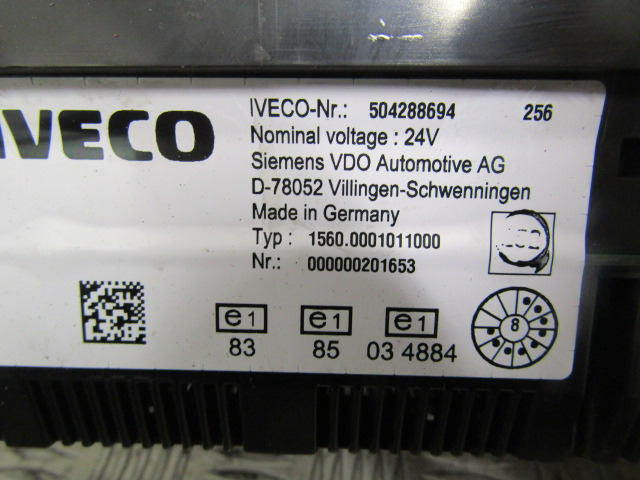 IVECO
IVECO-Nr.: 504288694 256
Nominal voltage : 24V
Siemens VDO Automotive AG
D-78052 Villingen-Schwenningen
Made in Germany
Typ : 1560.0001011000
Nr.: 000000201653
e1 e1 e1
83 85 03 4884
8